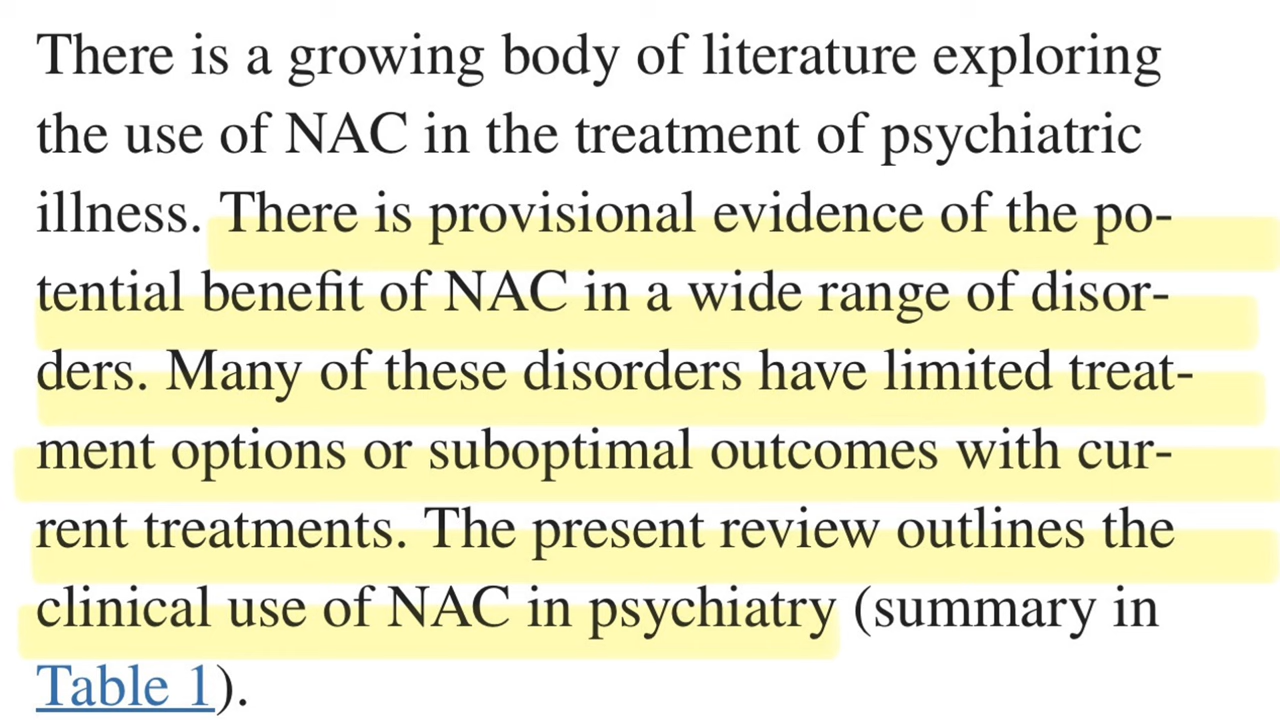 There is a growing body of literature exploring
the use of NAC in the treatment of psychiatric
illness. There is provisional evidence of the po-
tential benefit of NAC in a wide range of disor-
ders. Many of these disorders have limited treat-
ment options or suboptimal outcomes with cur-
rent treatments. The present review outlines the
clinical use of NAC in psychiatry (summary in
Table 1).